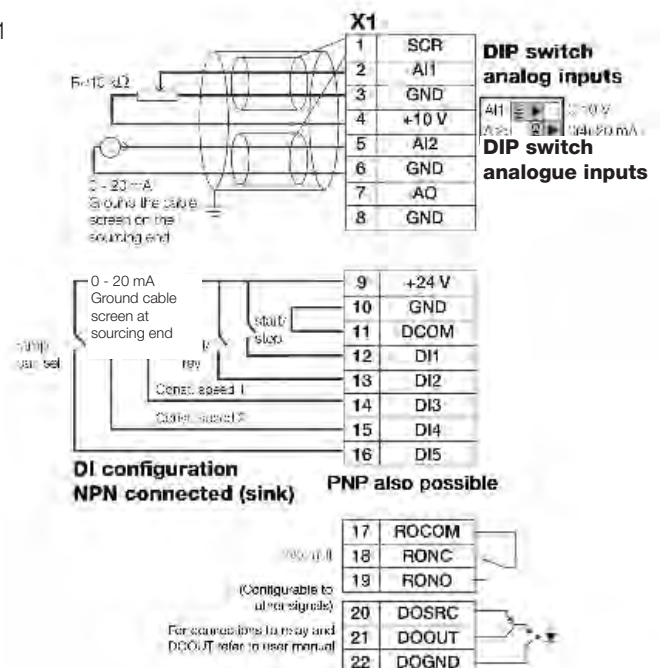 X1
1 SCR
2 AI1
3 GND
4 +10 V
5 AI2
6 GND
7 AO
8 GND
DIP switch
analog inputs
AI1
DIP switch
analogue inputs
0 - 20 mA
Ground the cable
screen on the
sourcing end
0 - 20 mA
Ground cable
screen at
sourcing end
start/
stop
Const. speed 1
Const. speed 2
9 +24 V
10 GND
11 DCOM
12 DI1
13 DI2
14 DI3
15 DI4
16 DI5
DI configuration
NPN connected (sink)
PNP also possible
17 ROCOM
18 RONC
19 RONO
(Configurable to
other signals)
20 DOSRC
21 DOOUT
22 DOGND
For connections to relay and
DOOUT refer to user manual